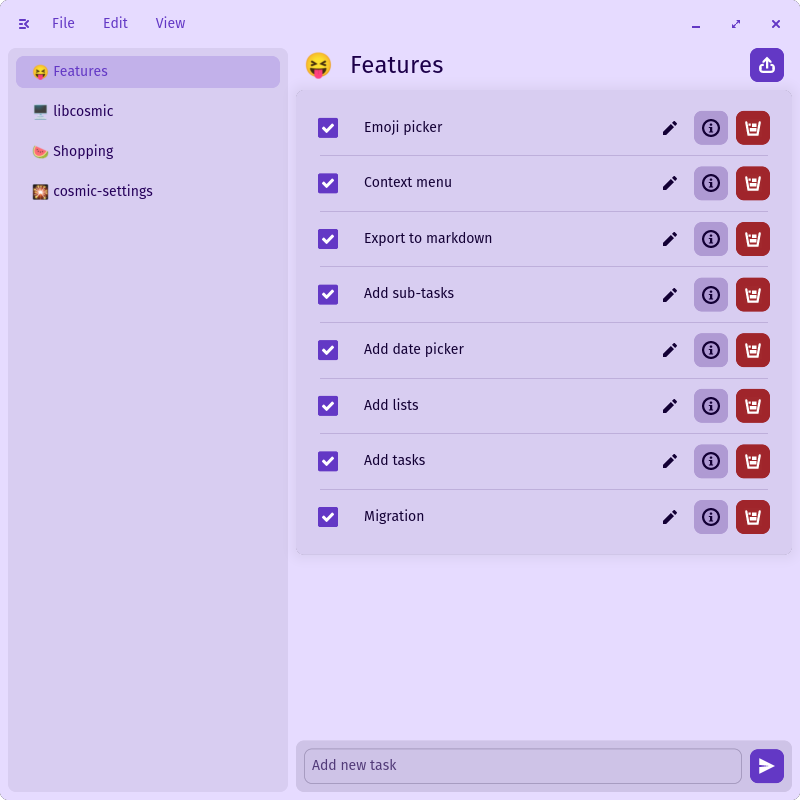 File Edit View
Features
libcosmic
Shopping
cosmic-settings
Features
Emoji picker
Context menu
Export to markdown
Add sub-tasks
Add date picker
Add lists
Add tasks
Migration
Add new task